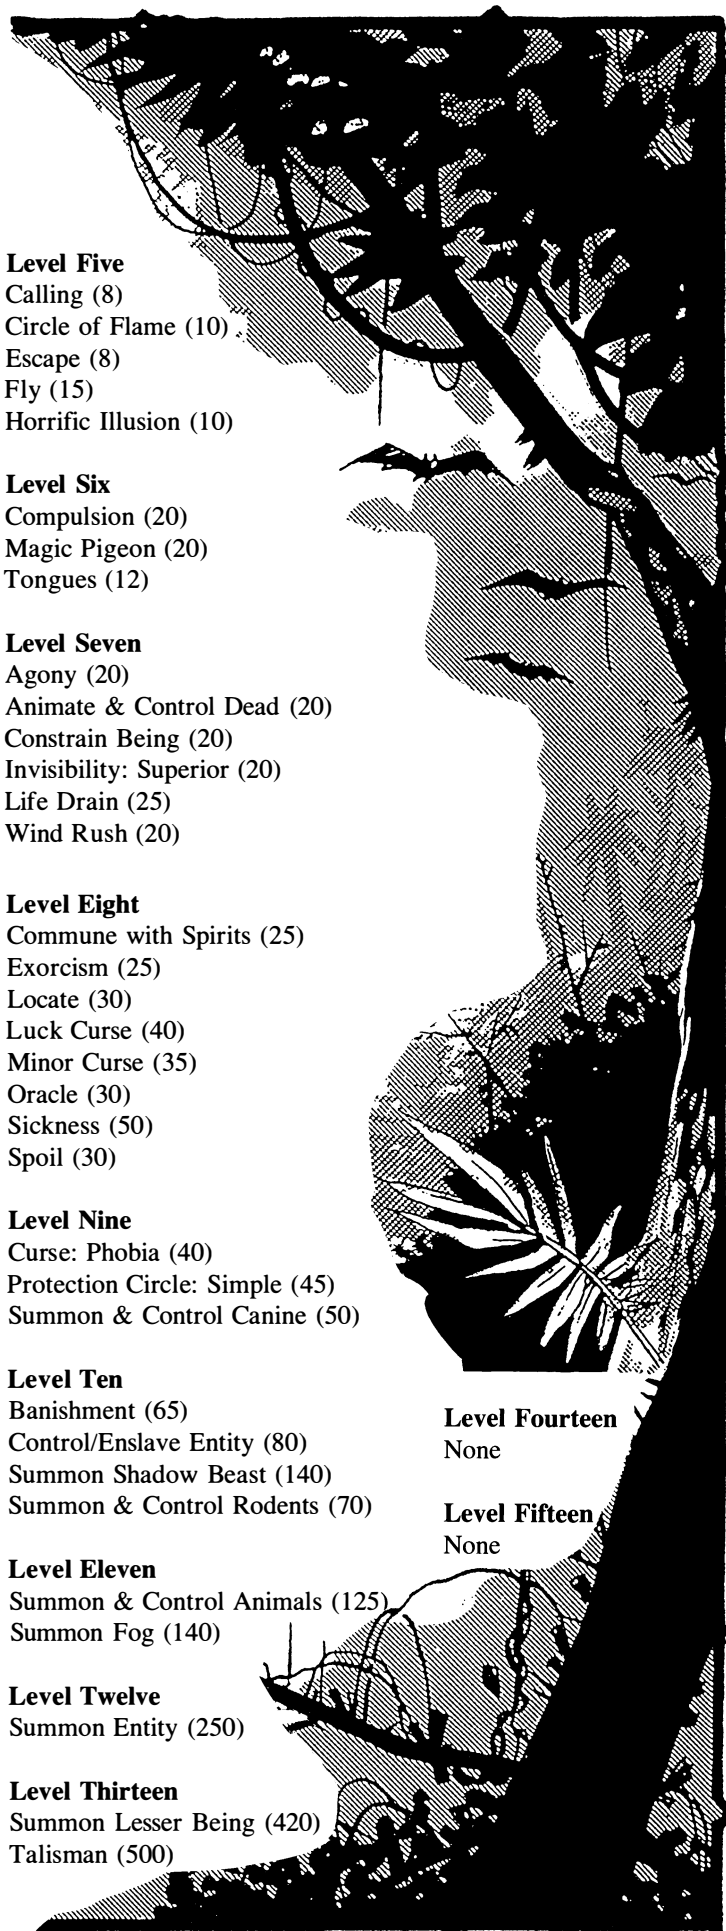 Level Five
Calling (8)
Circle of Flame (10)
Escape (8)
Fly (15)
Horrific Illusion (10)
Level Six
Compulsion (20)
Magic Pigeon (20)
Tongues (12)
Level Seven
Agony (20)
Animate & Control Dead (20)
Constrain Being (20)
Invisibility: Superior (20)
Life Drain (25)
Wind Rush (20)
Level Eight
Commune with Spirits (25)
Exorcism (25)
Locate (30)
Luck Curse (40)
Minor Curse (35)
Oracle (30)
Sickness (50)
Spoil (30)
Level Nine
Curse: Phobia (40)
Protection Circle: Simple (45)
Summon & Control Canine (50)
Level Ten
Banishment (65)
Control/Enslave Entity (80)
Summon Shadow Beast (140)
Summon & Control Rodents (70)
Level Eleven
Summon & Control Animals (125)
Summon Fog (140)
Level Twelve
Summon Entity (250)
Level Thirteen
Summon Lesser Being (420)
Talisman (500)
Level Fourteen
None
Level Fifteen
None